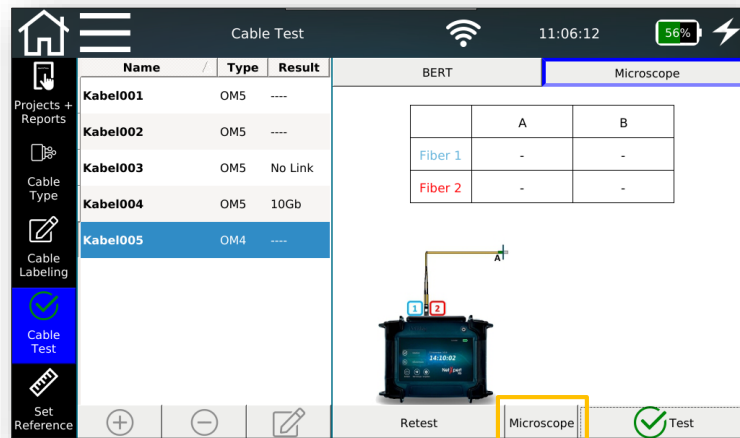 Cable Test
11:06:12
56%
Projects +
Reports
Cable
Type
Cable
Labeling
Cable
Test
Set
Reference
Name / Type Result
Kabel001 OM5 ----
Kabel002 OM5 ----
Kabel003 OM5 No Link
Kabel004 OM5 10Gb
Kabel005 OM4 ----
BERT Microscope
A B
Fiber 1 - -
Fiber 2 - -
A
1 2
14:10:02
Retest Microscope Test